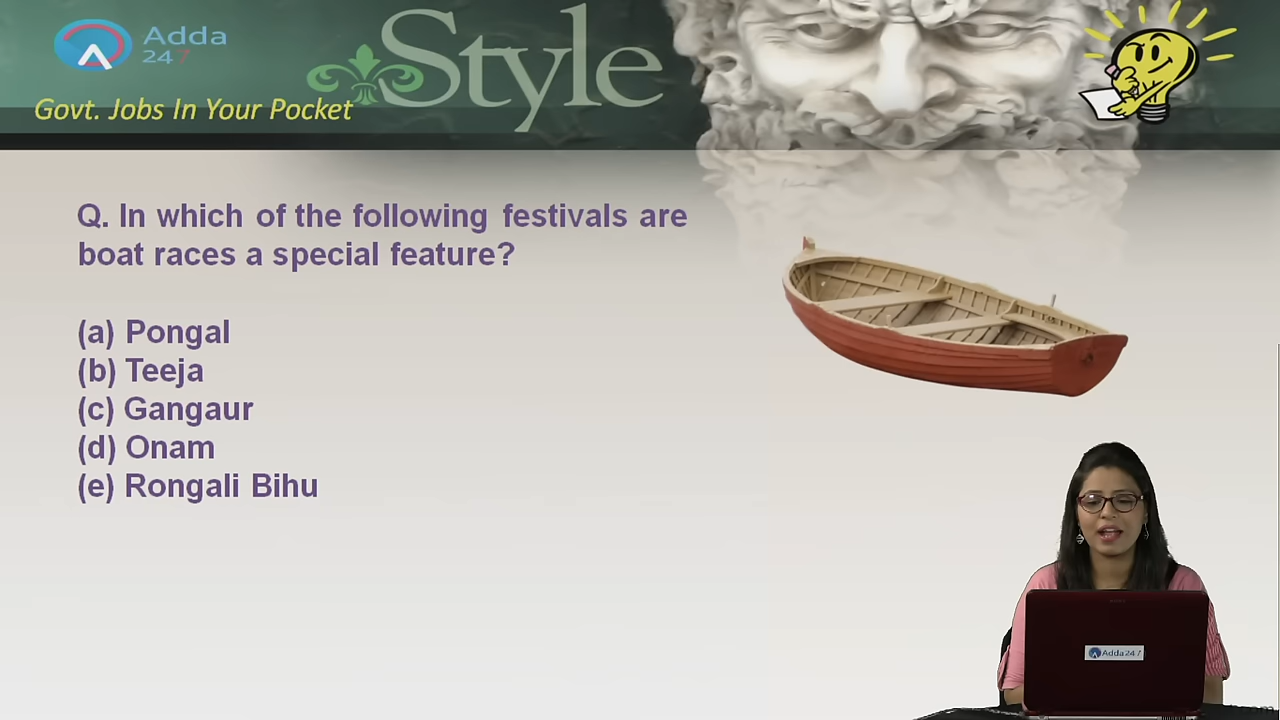 Adda
247
Style
Govt. Jobs In Your Pocket
Q. In which of the following festivals are
boat races a special feature?
(a) Pongal
(b) Teeja
(c) Gangaur
(d) Onam
(e) Rongali Bihu
Adda247